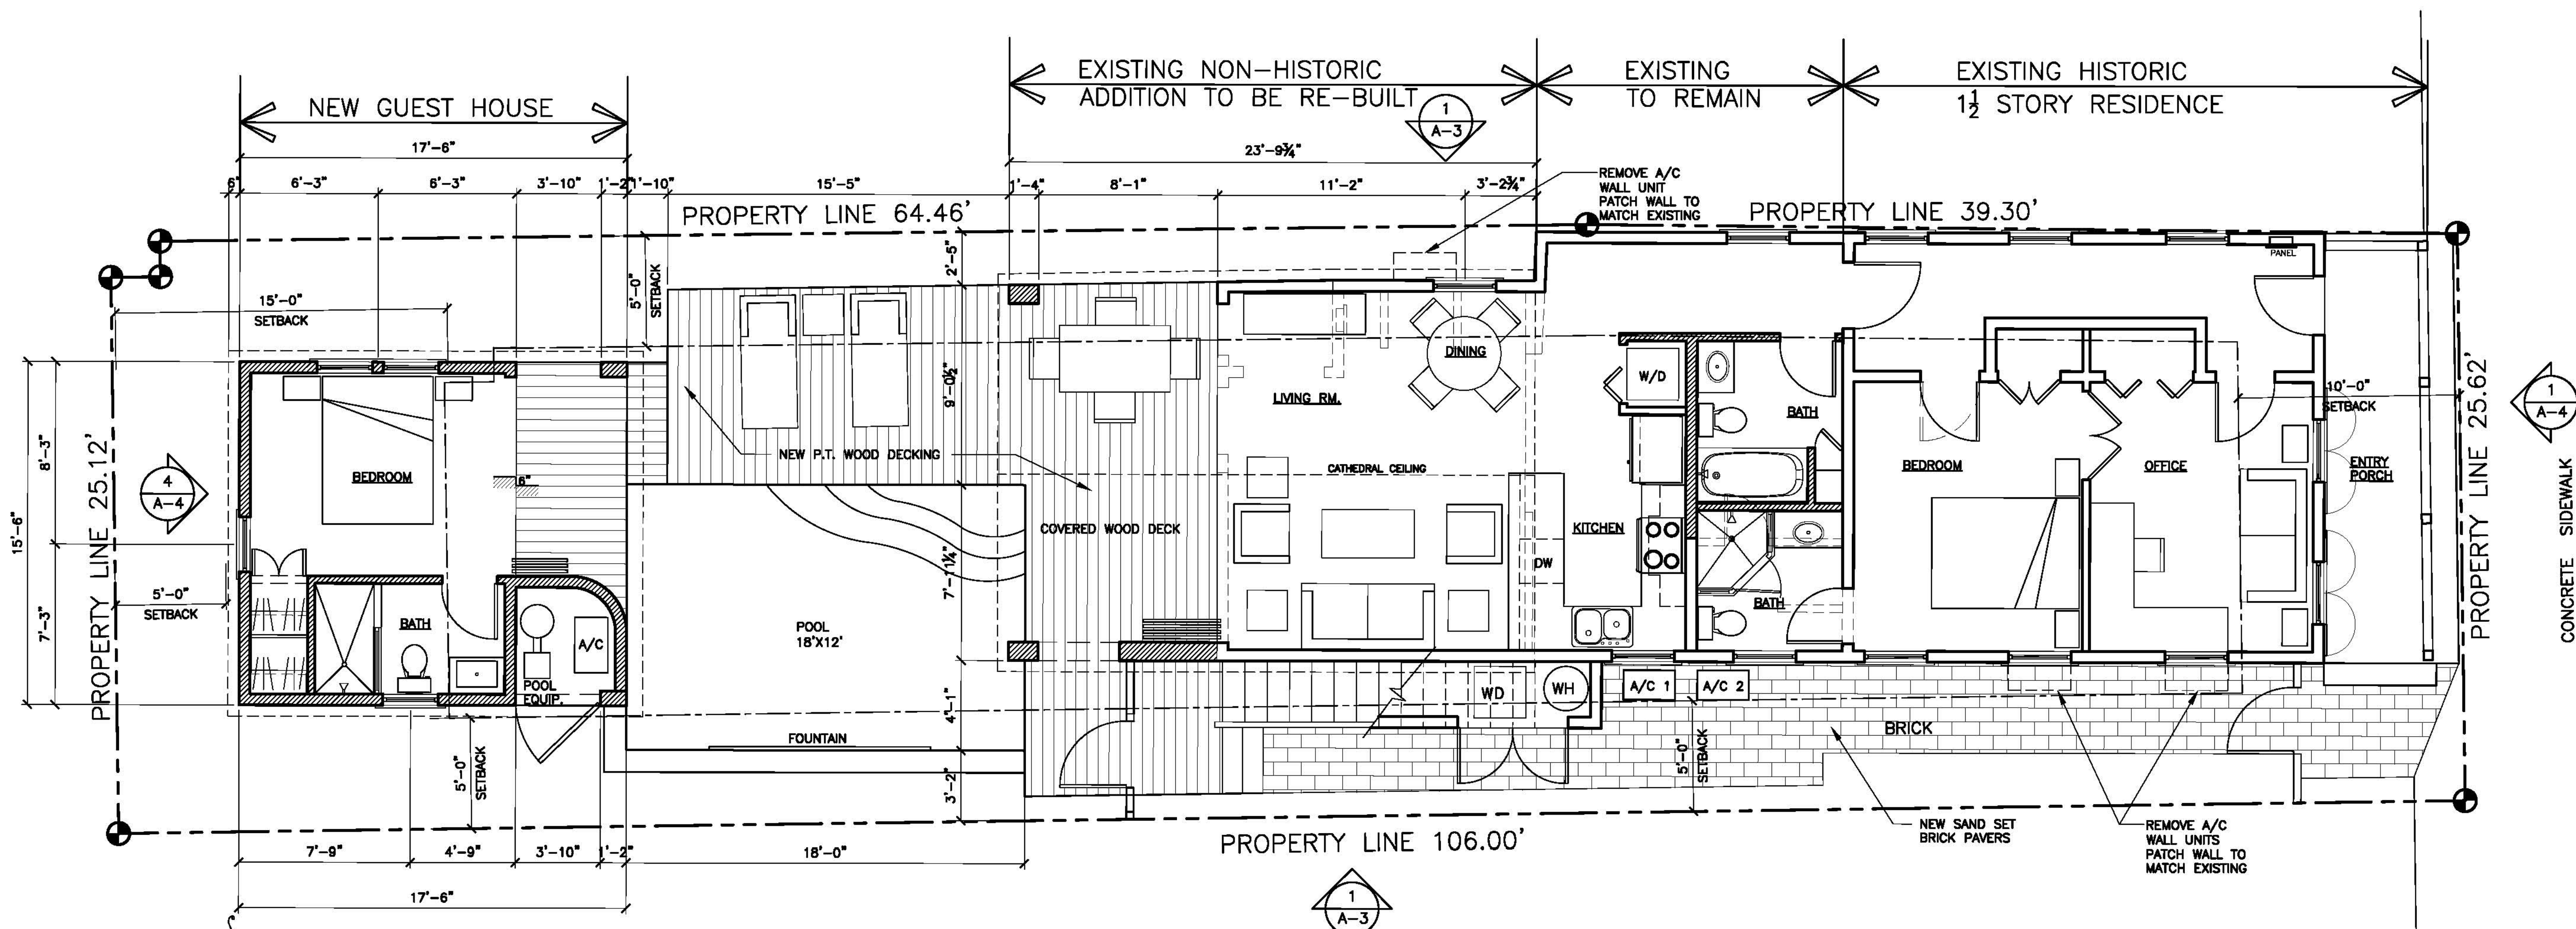 NEW GUEST HOUSE
EXISTING NON-HISTORIC
ADDITION TO BE RE-BUILT
EXISTING
TO REMAIN
EXISTING HISTORIC
1½ STORY RESIDENCE
1
A-3
17'-6"
23'-9¾"
6"
6'-3"
6'-3"
3'-10"
1'-2"
1'-10"
15'-5"
1'-4"
8'-1"
11'-2"
3'-2¾"
REMOVE A/C
WALL UNIT
PATCH WALL TO
MATCH EXISTING
PROPERTY LINE 64.46'
PROPERTY LINE 39.30'
2'-5"
5'-0"
SETBACK
PANEL
15'-0"
SETBACK
DINING
W/D
LIVING RM.
BATH
9'-0½"
10'-0"
SETBACK
1
A-4
PROPERTY LINE 25.12'
PROPERTY LINE 25.62'
CONCRETE SIDEWALK
15'-6"
8'-3"
7'-3"
4
A-4
BEDROOM
6"
NEW P.T. WOOD DECKING
CATHEDRAL CEILING
BEDROOM
OFFICE
ENTRY
PORCH
COVERED WOOD DECK
KITCHEN
DW
7'-11¼"
5'-0"
SETBACK
BATH
POOL
18'X12'
A/C
BATH
POOL
EQUIP.
WD
WH
A/C 1
A/C 2
4'-1"
FOUNTAIN
BRICK
5'-0"
SETBACK
5'-0"
SETBACK
3'-2"
7'-9"
4'-9"
3'-10"
1'-2"
18'-0"
17'-6"
PROPERTY LINE 106.00'
NEW SAND SET
BRICK PAVERS
REMOVE A/C
WALL UNITS
PATCH WALL TO
MATCH EXISTING
1
A-3